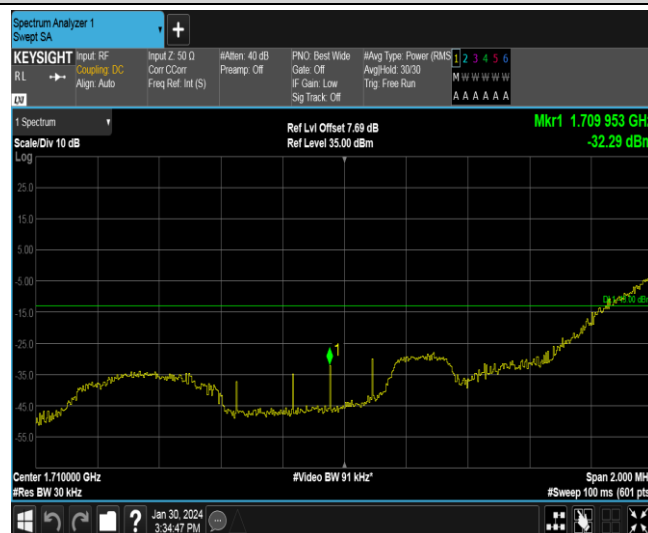 Spectrum Analyzer 1
Swept SA
+
KEYSIGHT
RL
LXI
Input: RF
Coupling: DC
Align: Auto
Input Z: 50 Ω
Corr CCorr
Freq Ref: Int (S)
#Atten: 40 dB
Preamp: Off
PNO: Best Wide
Gate: Off
IF Gain: Low
Sig Track: Off
#Avg Type: Power (RMS
Avg|Hold: 30/30
Trig: Free Run
1 2 3 4 5 6
M W W W W W
A A A A A A
1 Spectrum
Scale/Div 10 dB
Log
Ref Lvl Offset 7.69 dB
Ref Level 35.00 dBm
Mkr1 1.709 953 GHz
-32.29 dBm
25.0
15.0
5.00
-5.00
-15.0
-25.0
-35.0
-45.0
-55.0
1
Center 1.710000 GHz
#Res BW 30 kHz
#Video BW 91 kHz*
Span 2.000 MH
#Sweep 100 ms (601 pts
?
Jan 30, 2024
3:34:47 PM